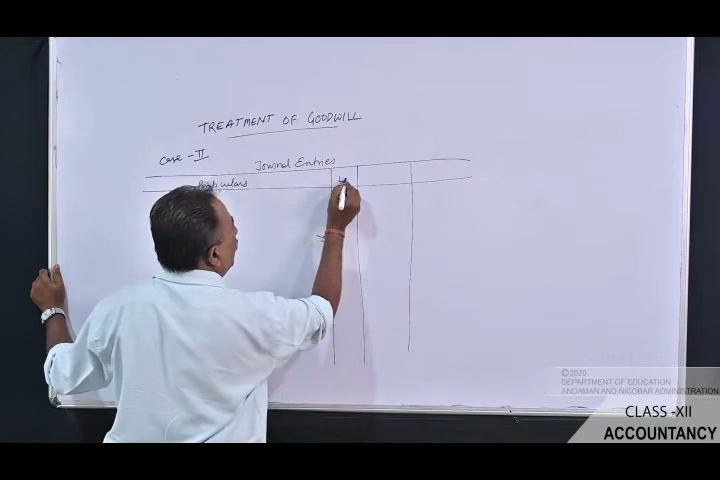 TREATMENT OF GOODWILL
Case - II
Journal Entries
Particulars
©2020
DEPARTMENT OF EDUCATION
ANDAMAN AND NICOBAR ADMINISTRATION
CLASS -XII
ACCOUNTANCY